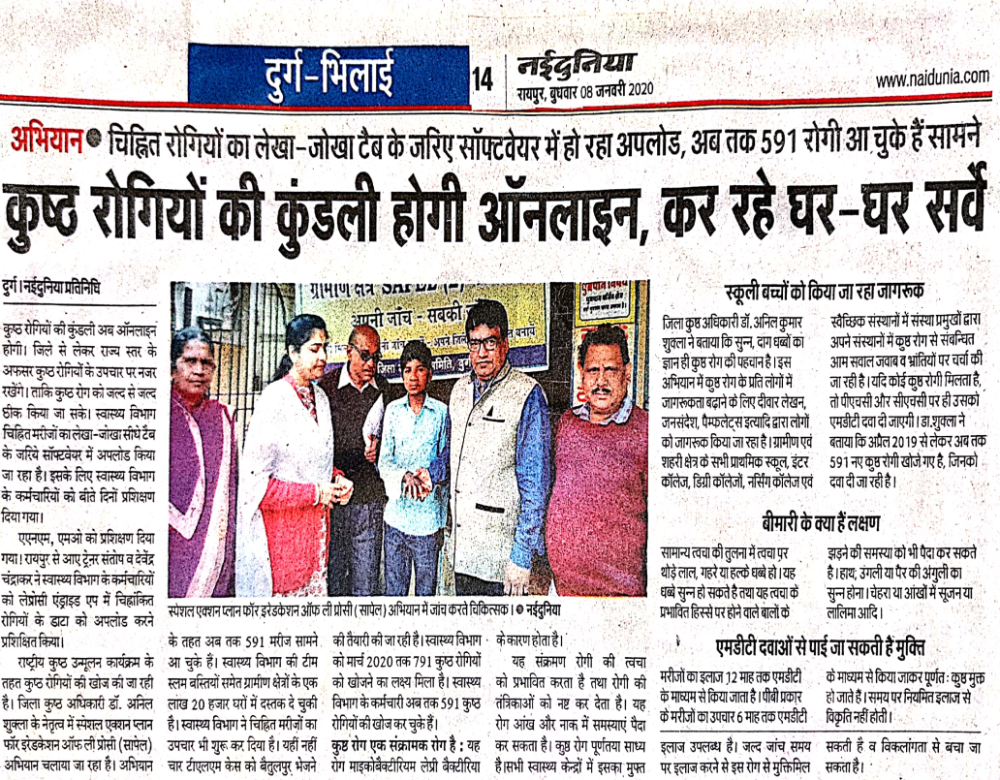 दुर्ग-भिलाई
14
नईदुनिया
रायपुर, बुधवार 08 जनवरी 2020
www.naidunia.com
अभियान ● चिह्नित रोगियों का लेखा-जोखा टैब के जरिए सॉफ्टवेयर में हो रहा अपलोड, अब तक 591 रोगी आ चुके हैं सामने
कुष्ठ रोगियों की कुंडली होगी ऑनलाइन, कर रहे घर-घर सर्वे
दुर्ग। नईदुनिया प्रतिनिधि
कुष्ठ रोगियों की कुंडली अब ऑनलाइन
होगी। जिले से लेकर राज्य स्तर के
अफसर कुष्ठ रोगियों के उपचार पर नजर
रखेंगे। ताकि कुष्ठ रोग को जल्द से जल्द
ठीक किया जा सके। स्वास्थ्य विभाग
चिह्नित मरीजों का लेखा-जोखा सीधे टैब
के जरिये सॉफ्टवेयर में अपलोड किया
जा रहा है। इसके लिए स्वास्थ्य विभाग
के कर्मचारियों को बीते दिनों प्रशिक्षण
दिया गया।
एएनएम, एमओ को प्रशिक्षण दिया
गया। रायपुर से आए ट्रेनर संतोष व देवेंद्र
चंद्राकर ने स्वास्थ्य विभाग के कर्मचारियों
को लेप्रोसी एंड्राइड एप में चिह्नांकित
रोगियों के डाटा को अपलोड करने
प्रशिक्षित किया।
राष्ट्रीय कुष्ठ उन्मूलन कार्यक्रम के
तहत कुष्ठ रोगियों की खोज की जा रही
है। जिला कुष्ठ अधिकारी डॉ. अनिल
शुक्ला के नेतृत्व में स्पेशल एक्शन प्लान
फॉर इरेडकेशन ऑफ ली प्रोसी (सापेल)
अभियान चलाया जा रहा है। अभियान
ग्रामीण क्षेत्र
अपनी जांच - सबकी
स्पेशल एक्शन प्लान फॉर इरेडकेशन ऑफ ली प्रोसी ( सापेल) अभियान में जांच करते चिकित्सक। ● नईदुनिया
के तहत अब तक 591 मरीज सामने
आ चुके हैं। स्वास्थ्य विभाग की टीम
स्लम बस्तियों समेत ग्रामीण क्षेत्रों के एक
लाख 20 हजार घरों में दस्तक दे चुकी
है। स्वास्थ्य विभाग ने चिह्नित मरीजों का
उपचार भी शुरू कर दिया है। यहीं नहीं
चार टीएलएम केस को बैतुलपुर भेजने
की तैयारी की जा रही है। स्वास्थ्य विभाग
को मार्च 2020 तक 791 कुष्ठ रोगियों
को खोजने का लक्ष्य मिला है। स्वास्थ्य
विभाग के कर्मचारी अब तक 591 कुष्ठ
रोगियों की खोज कर चुके हैं।
कुष्ठ रोग एक संक्रामक रोग है : यह
रोग माइकोबैक्टीरियम लेप्री बैक्टीरिया
के कारण होता है।
यह संक्रमण रोगी की त्वचा
को प्रभावित करता है तथा रोगी की
तंत्रिकाओं को नष्ट कर देता है। यह
रोग आंख और नाक में समस्याएं पैदा
कर सकता है। कुष्ठ रोग पूर्णतया साध्य
है।सभी स्वास्थ्य केन्द्रों में इसका मुफ्त
स्कूली बच्चों को किया जा रहा जागरूक
जिला कुष्ठ अधिकारी डॉ. अनिल कुमार
शुक्ला ने बताया कि सुन्न, दाग धब्बों का
ज्ञान ही कुष्ठ रोग की पहचान है। इस
अभियान में कुष्ठ रोग के प्रति लोगों में
जागरूकता बढ़ाने के लिए दीवार लेखन,
जनसंदेश, पैम्फलेट्स इत्यादि द्वारा लोगों
को जागरूक किया जा रहा है। ग्रामीण एवं
शहरी क्षेत्र के सभी प्राथमिक स्कूल, इंटर
कॉलेज, डिग्री कॉलेजों, नर्सिंग कॉलेज एवं
स्वैच्छिक संस्थानों में संस्था प्रमुखों द्वारा
अपने संस्थानों में कुष्ठ रोग से संबन्धित
आम सवाल जवाब व भ्रांतियों पर चर्चा की
जा रही है। यदि कोई कुष्ठ रोगी मिलता है,
तो पीएचसी और सीएचसी पर ही उसको
एमडीटी दवा दी जाएगी। डा.शुक्ला ने
बताया कि अप्रैल 2019 से लेकर अब तक
591 नए कुष्ठ रोगी खोजे गए है, जिनको
दवा दी जा रही है।
बीमारी के क्या हैं लक्षण
सामान्य त्वचा की तुलना में त्वचा पर
थोड़े लाल, गहरे या हल्के धब्बे हो। यह
धब्बे सुन्न हो सकते है तथा यह त्वचा के
प्रभावित हिस्से पर होने वाले बालों के
झड़ने की समस्या को भी पैदा कर सकते
है। हाथ, उंगली या पैर की अंगुली का
सुन्न होना। चेहरा या आंखों में सूजन या
लालिमा आदि।
एमडीटी दवाओं से पाई जा सकती हैं मुक्ति
मरीजों का इलाज 12 माह तक एमडीटी
के माध्यम से किया जाता है। पीबी प्रकार
के मरीजों का उपचार 6 माह तक एमडीटी
के माध्यम से किया जाकर पूर्णतः कुष्ठ मुक्त
हो जाते हैं। समय पर नियमित इलाज से
विकृति नहीं होती।
इलाज उपलब्ध है। जल्द जांच समय
पर इलाज करने से इस रोग से मुक्तिमिल
सकती है व विकलांगता से बचा जा
सकता है।